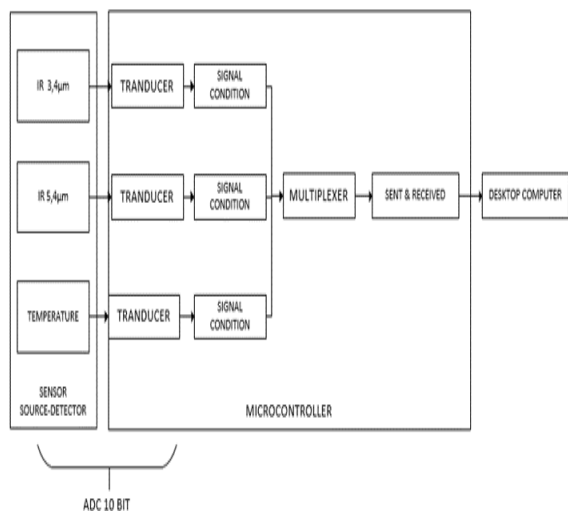 IR 3,4µm
TRANDUCER
SIGNAL
CONDITION
IR 5,4µm
TRANDUCER
SIGNAL
CONDITION
MULTIPLEXER
SENT & RECEIVED
DESKTOP COMPUTER
TEMPERATURE
TRANDUCER
SIGNAL
CONDITION
SENSOR
SOURCE-DETECTOR
MICROCONTROLLER
ADC 10 BIT